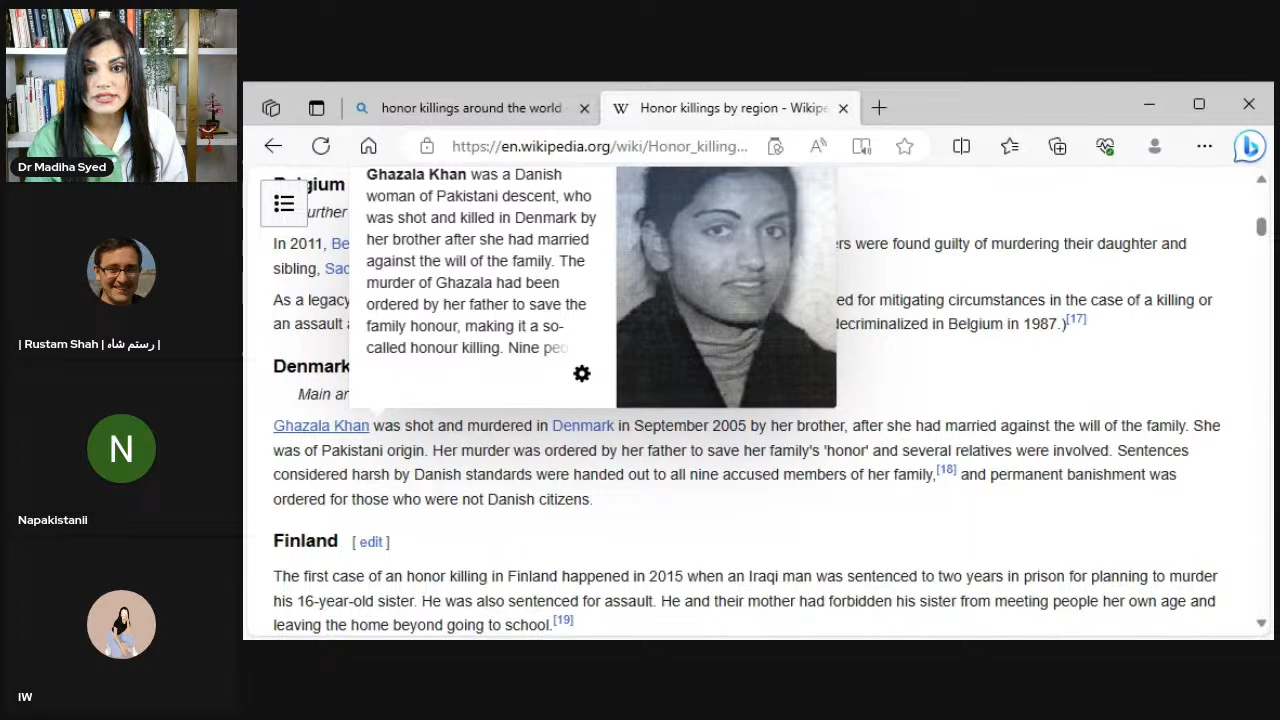 Dr Madiha Syed
| Rustam Shah | رستم شاہ |
N
Napakistanii
IW
honor killings around the world
Honor killings by region - Wikipe
https://en.wikipedia.org/wiki/Honor_killing...
Belgium
Ghazala Khan was a Danish
woman of Pakistani descent, who
was shot and killed in Denmark by
her brother after she had married
against the will of the family. The
murder of Ghazala had been
ordered by her father to save the
family honour, making it a so-
called honour killing. Nine peo
urther
In 2011, Be
rs were found guilty of murdering their daughter and
sibling, Sad
As a legacy
ed for mitigating circumstances in the case of a killing or
an assault
decriminalized in Belgium in 1987.)[17]
Denmark
Main ar
Ghazala Khan was shot and murdered in Denmark in September 2005 by her brother, after she had married against the will of the family. She
was of Pakistani origin. Her murder was ordered by her father to save her family's 'honor' and several relatives were involved. Sentences
considered harsh by Danish standards were handed out to all nine accused members of her family,[18] and permanent banishment was
ordered for those who were not Danish citizens.
Finland [ edit ]
The first case of an honor killing in Finland happened in 2015 when an Iraqi man was sentenced to two years in prison for planning to murder
his 16-year-old sister. He was also sentenced for assault. He and their mother had forbidden his sister from meeting people her own age and
leaving the home beyond going to school.[19]